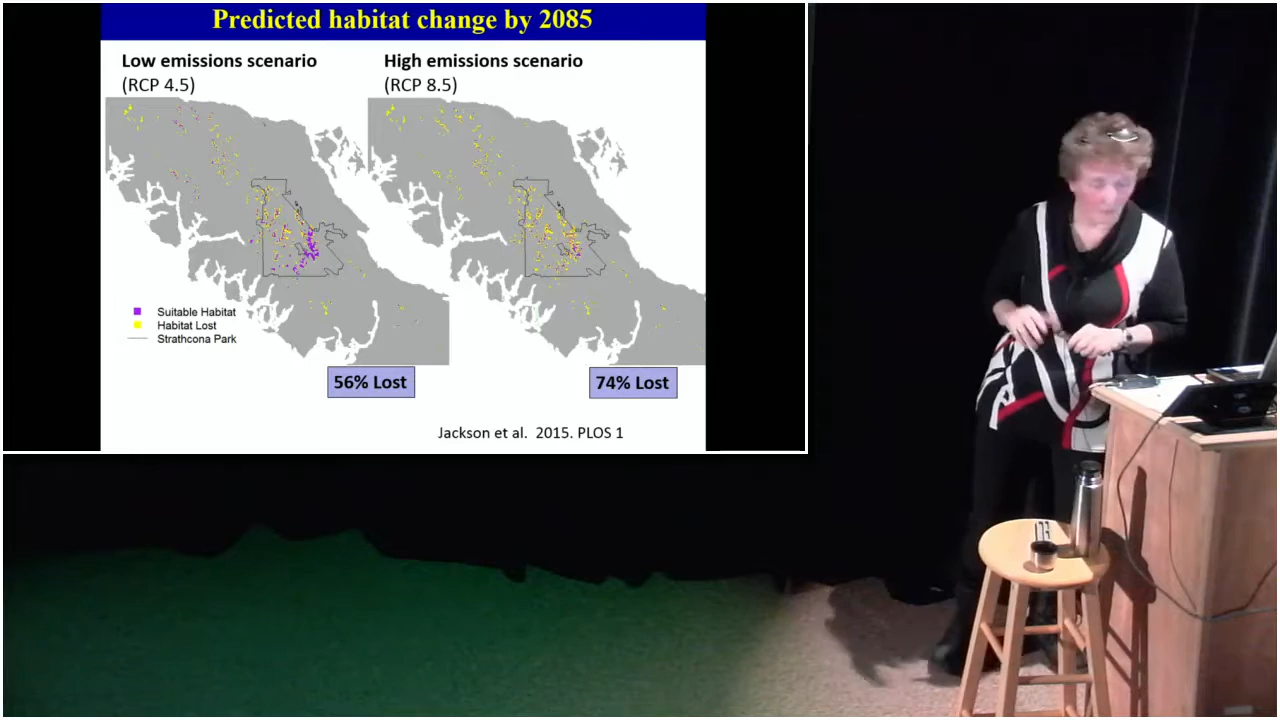 Predicted habitat change by 2085
Low emissions scenario
(RCP 4.5)
High emissions scenario
(RCP 8.5)
Suitable Habitat
Habitat Lost
Strathcona Park
56% Lost
74% Lost
Jackson et al. 2015. PLOS 1